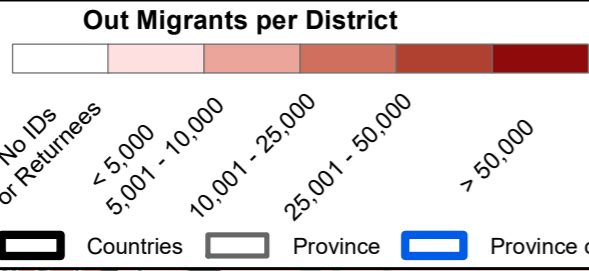 Out Migrants per District
No IDs
or Returnees
< 5,000
5,001 - 10,000
10,001 - 25,000
25,001 - 50,000
> 50,000
Countries
Province
Province